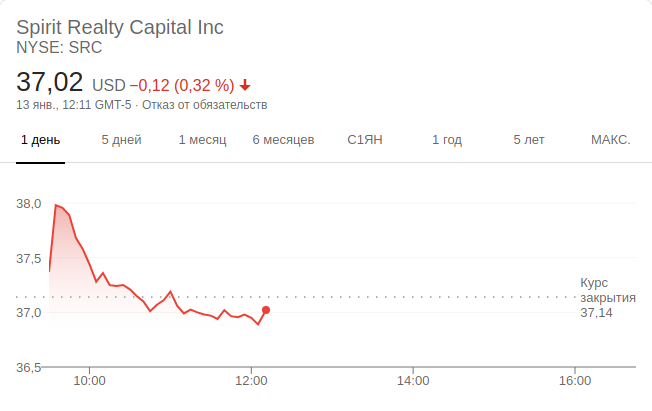 Spirit Realty Capital Inc
NYSE: SRC
37,02 USD −0,12 (0,32 %)
13 янв., 12:11 GMT-5 · Отказ от обязательств
1 день 5 дней 1 месяц 6 месяцев С1ЯН 1 год 5 лет МАКС.
38,0
37,5
Курс
закрытия
37,14
37,0
36,5
10:00 12:00 14:00 16:00